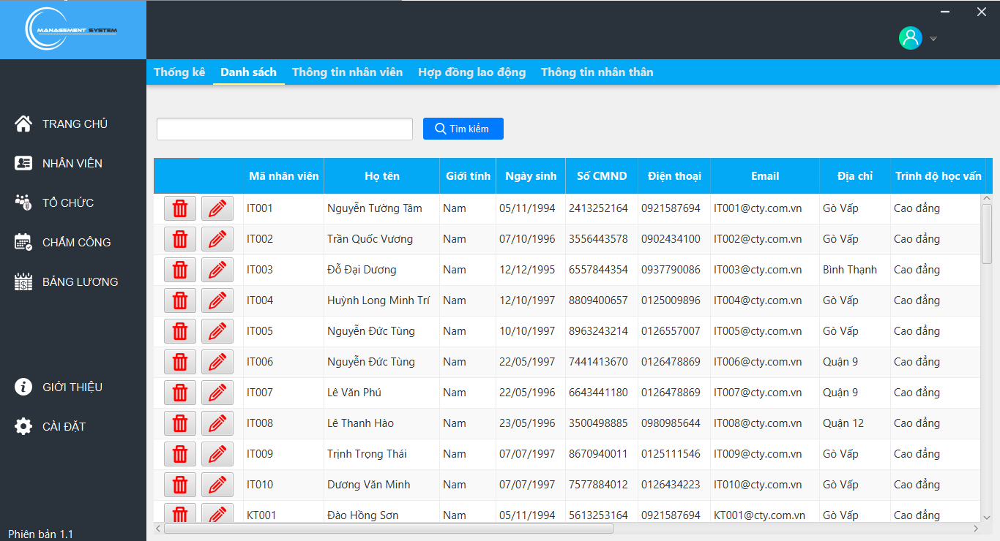 MANAGEMENT SYSTEM
Thống kê Danh sách Thông tin nhân viên Hợp đồng lao động Thông tin nhân thân
TRANG CHỦ
NHÂN VIÊN
TỔ CHỨC
CHẤM CÔNG
BẢNG LƯƠNG
GIỚI THIỆU
CÀI ĐẶT
Phiên bản 1.1
Tìm kiếm
Mã nhân viên Họ tên Giới tính Ngày sinh Số CMND Điện thoại Email Địa chỉ Trình độ học vấn
IT001 Nguyễn Tường Tâm Nam 05/11/1994 2413252164 0921587694 IT001@cty.com.vn Gò Vấp Cao đẳng
IT002 Trần Quốc Vương Nam 07/10/1996 3556443578 0902434100 IT002@cty.com.vn Gò Vấp Cao đẳng
IT003 Đỗ Đại Dương Nam 12/12/1995 6557844354 0937790086 IT003@cty.com.vn Bình Thạnh Cao đẳng
IT004 Huỳnh Long Minh Trí Nam 12/10/1997 8809400657 0125009896 IT004@cty.com.vn Gò Vấp Cao đẳng
IT005 Nguyễn Đức Tùng Nam 10/10/1997 8963243214 0126557007 IT005@cty.com.vn Gò Vấp Cao đẳng
IT006 Nguyễn Đức Tùng Nam 22/05/1997 7441413670 0126478869 IT006@cty.com.vn Quận 9 Cao đẳng
IT007 Lê Văn Phú Nam 22/05/1996 6643441180 0126478869 IT007@cty.com.vn Quận 9 Cao đẳng
IT008 Lê Thanh Hào Nam 23/05/1996 3500498885 0980985644 IT008@cty.com.vn Quận 12 Cao đẳng
IT009 Trịnh Trọng Thái Nam 07/07/1997 8670940011 0125111546 IT009@cty.com.vn Gò Vấp Cao đẳng
IT010 Dương Văn Minh Nam 07/07/1997 7577884012 0126434223 IT010@cty.com.vn Gò Vấp Cao đẳng
KT001 Đào Hồng Sơn Nam 05/11/1994 5613253164 0921587694 KT001@cty.com.vn Gò Vấp Cao đẳng